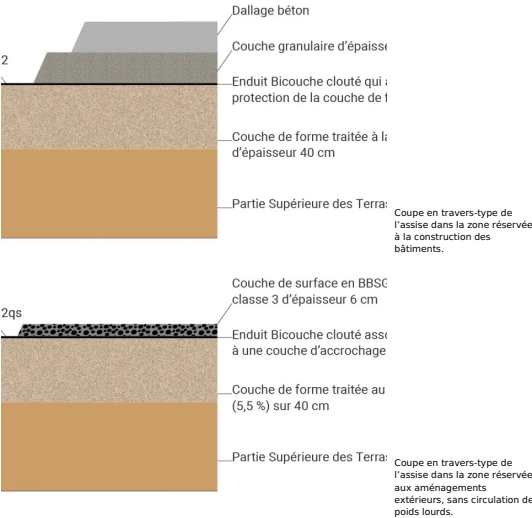 Dallage béton
Couche granulaire d’épaisse
2
Enduit Bicouche clouté qui
protection de la couche de f
Couche de forme traitée à la
d’épaisseur 40 cm
Partie Supérieure des Terras
Coupe en travers-type de
l’assise dans la zone réservée
à la construction des
bâtiments.
Couche de surface en BBSG
classe 3 d’épaisseur 6 cm
2qs
Enduit Bicouche clouté asso
à une couche d’accrochage
Couche de forme traitée au
(5,5 %) sur 40 cm
Partie Supérieure des Terras
Coupe en travers-type de
l’assise dans la zone réservée
aux aménagements
extérieurs, sans circulation de
poids lourds.